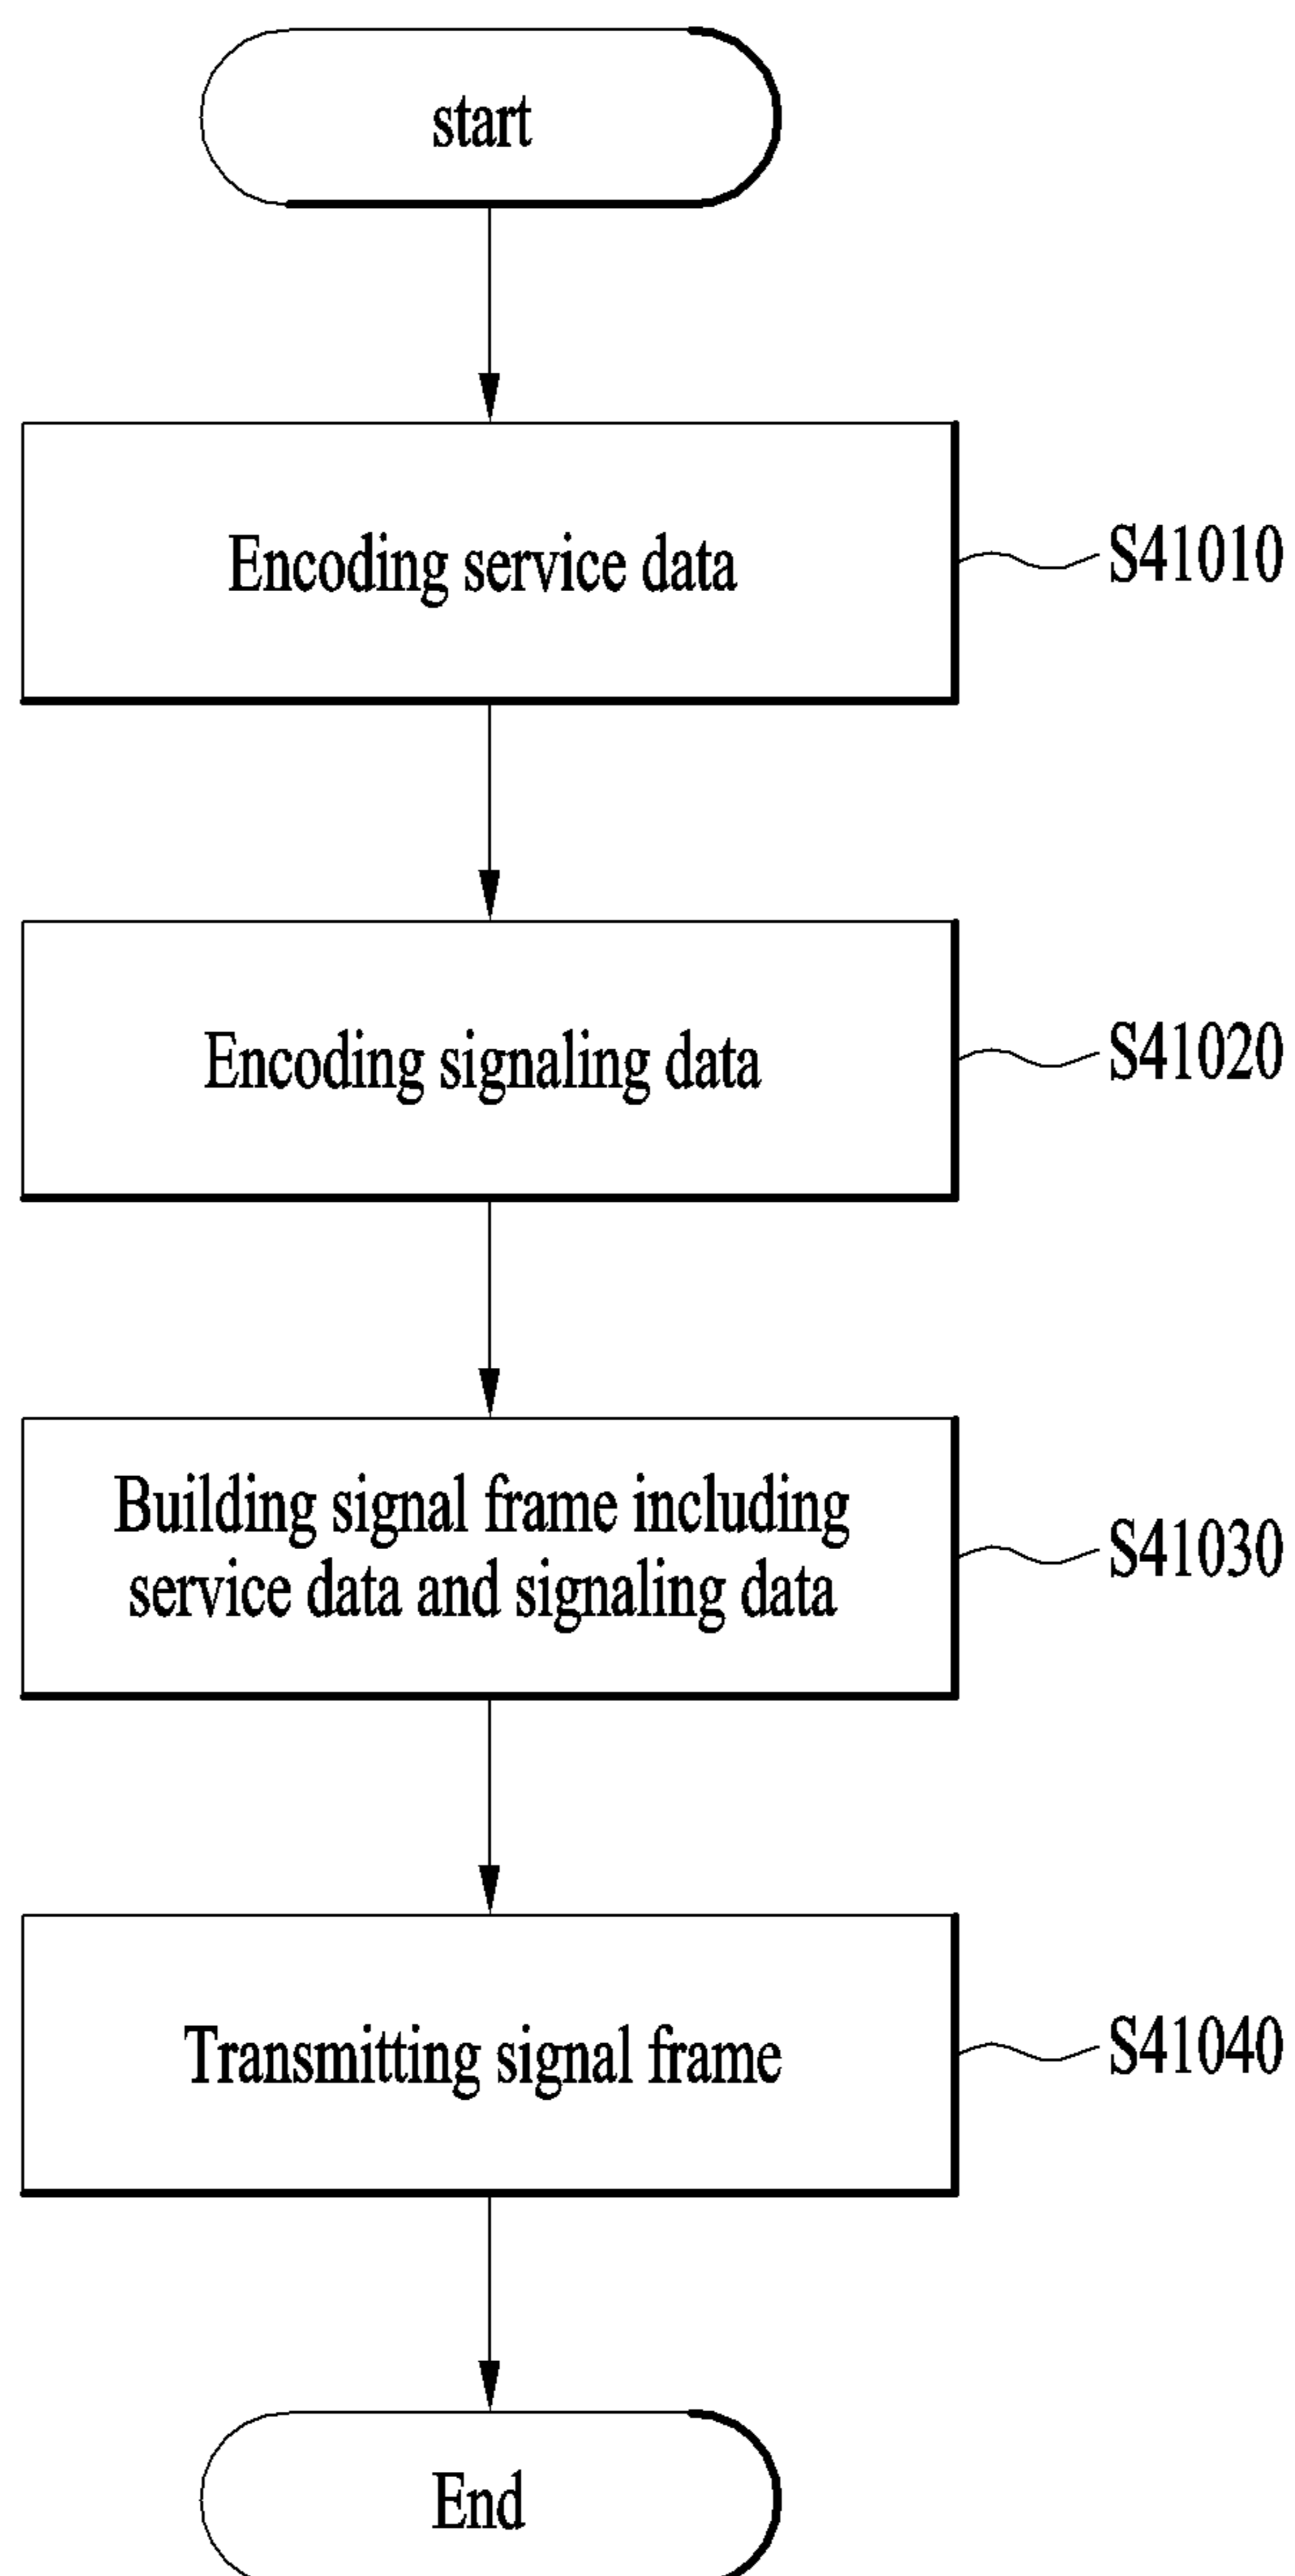 start
Encoding service data
S41010
Encoding signaling data
S41020
Building signal frame including
service data and signaling data
S41030
Transmitting signal frame
S41040
End